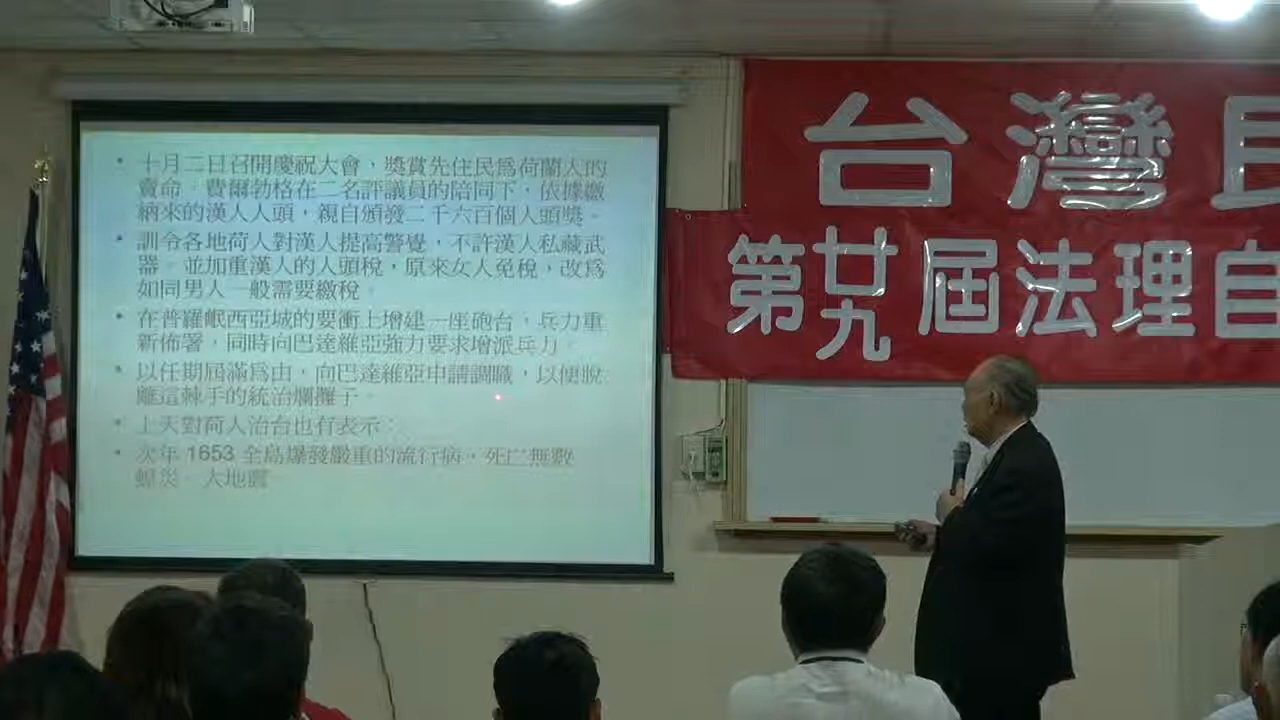 台灣
第廿九屆法理自
• 十月二日召開慶祝大會、獎賞先住民為荷蘭人的
賣命。費爾勃格在二名評議員的陪同下，依據繳
納來的漢人人頭，親自頒發二千六百個人頭獎。
• 訓令各地荷人對漢人提高警覺，不許漢人私藏武
器。並加重漢人的人頭稅，原來女人免稅，改為
如同男人一般需要繳稅。
• 在普羅岷西亞城的要衝上增建一座砲台，兵力重
新佈署，同時向巴達維亞強力要求增派兵力。
• 以任期屆滿為由，向巴達維亞申請調職，以便脫
離這棘手的統治爛攤子。
• 上天對荷人治台也有表示：
• 次年 1653 全島爆發嚴重的流行病，死亡無數
蝗災。大地震